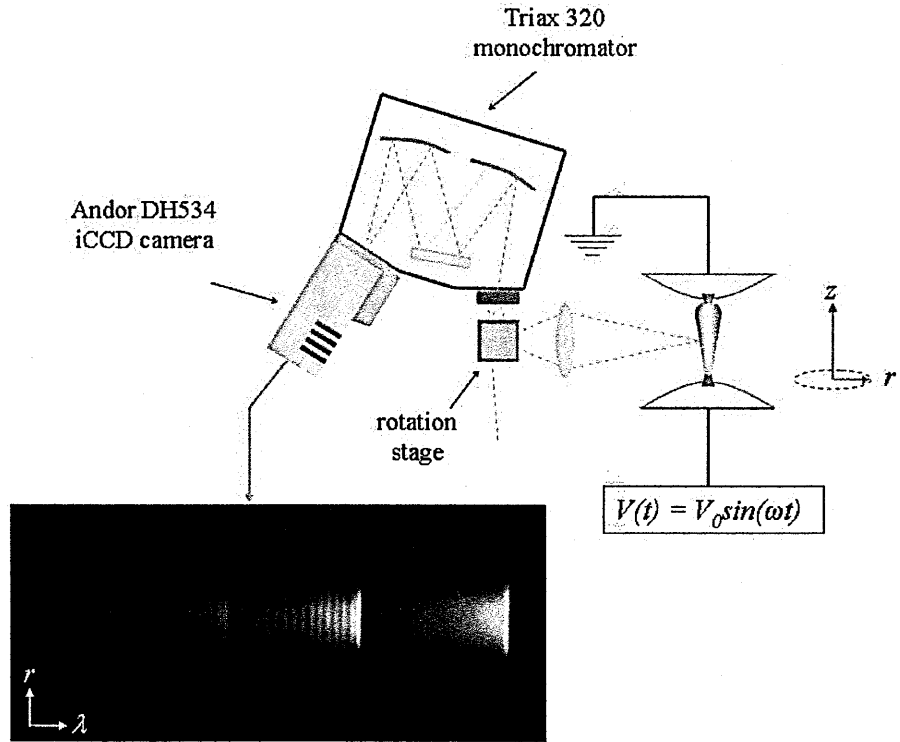 Triax 320
monochromator
Andor DH534
iCCD camera
z
r
rotation
stage
V(t) = V₀sin(ωt)
r
λ